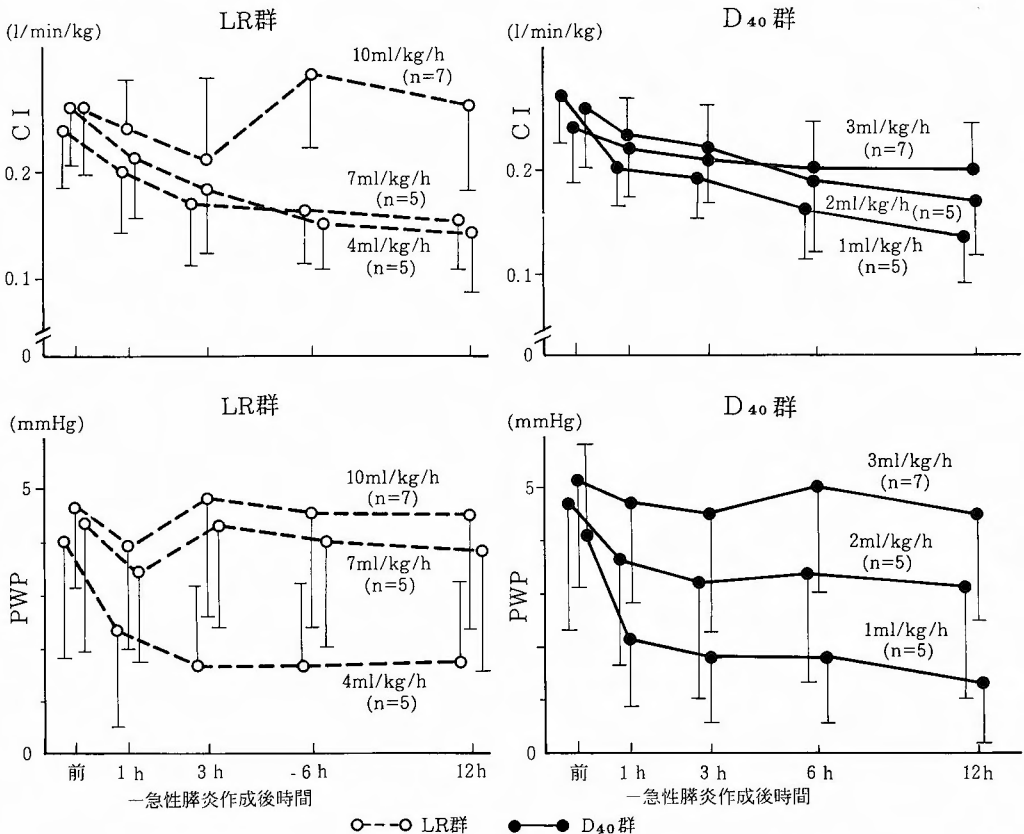 LR群
(l/min/kg)
CI
10ml/kg/h
(n=7)
0.2
7ml/kg/h
(n=5)
4ml/kg/h
(n=5)
0.1
0
D40群
(l/min/kg)
CI
3ml/kg/h
(n=7)
0.2
2ml/kg/h (n=5)
1ml/kg/h
(n=5)
0.1
0
LR群
(mmHg)
PWP
5
10ml/kg/h
(n=7)
7ml/kg/h
(n=5)
4ml/kg/h
(n=5)
0
前 1h 3h -6h 12h
—急性膵炎作成後時間
D40群
(mmHg)
PWP
5
3ml/kg/h
(n=7)
2ml/kg/h
(n=5)
1ml/kg/h
(n=5)
0
前 1h 3h 6h 12h
—急性膵炎作成後時間
LR群 D40群